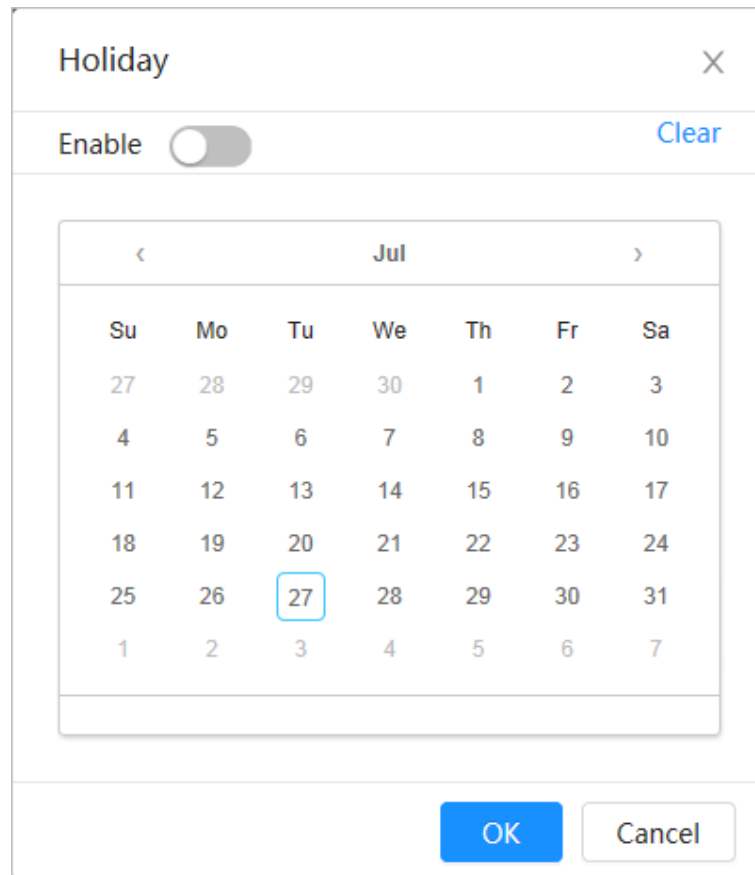 Holiday
Enable Clear
Jul
Su Mo Tu We Th Fr Sa
27 28 29 30 1 2 3
4 5 6 7 8 9 10
11 12 13 14 15 16 17
18 19 20 21 22 23 24
25 26 27 28 29 30 31
1 2 3 4 5 6 7
OK Cancel